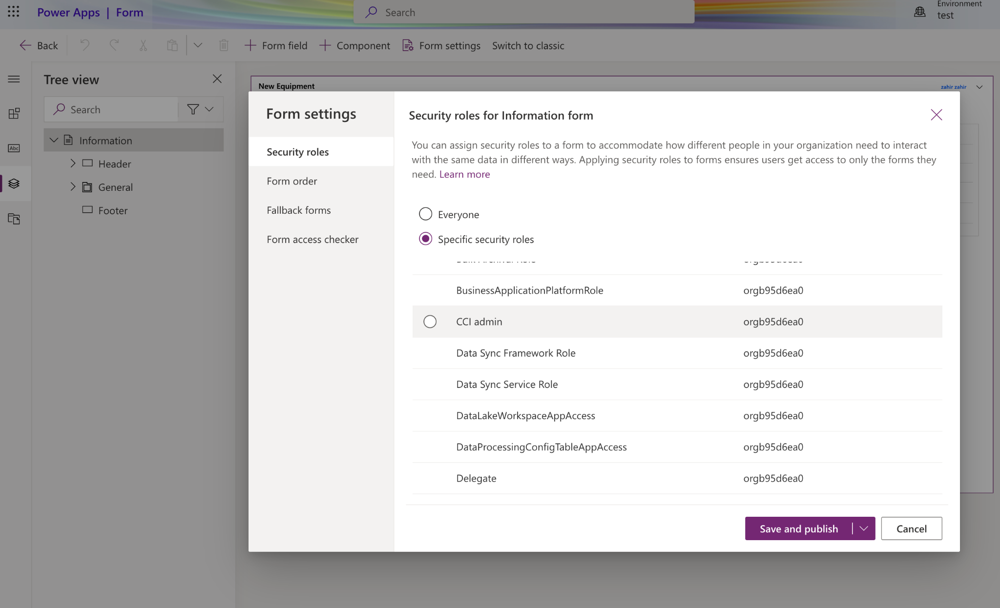 Power Apps | Form
Search
Environment
test
Back
Form field
Component
Form settings
Switch to classic
Tree view
Search
Information
Header
General
Footer
Abc
New Equipment
zahir zahir
Form settings
Security roles
Form order
Fallback forms
Form access checker
Security roles for Information form
You can assign security roles to a form to accommodate how different people in your organization need to interact
with the same data in different ways. Applying security roles to forms ensures users get access to only the forms they
need. Learn more
Everyone
Specific security roles
BusinessApplicationPlatformRole orgb95d6ea0
CCI admin orgb95d6ea0
Data Sync Framework Role orgb95d6ea0
Data Sync Service Role orgb95d6ea0
DataLakeWorkspaceAppAccess orgb95d6ea0
DataProcessingConfigTableAppAccess orgb95d6ea0
Delegate orgb95d6ea0
Save and publish
Cancel